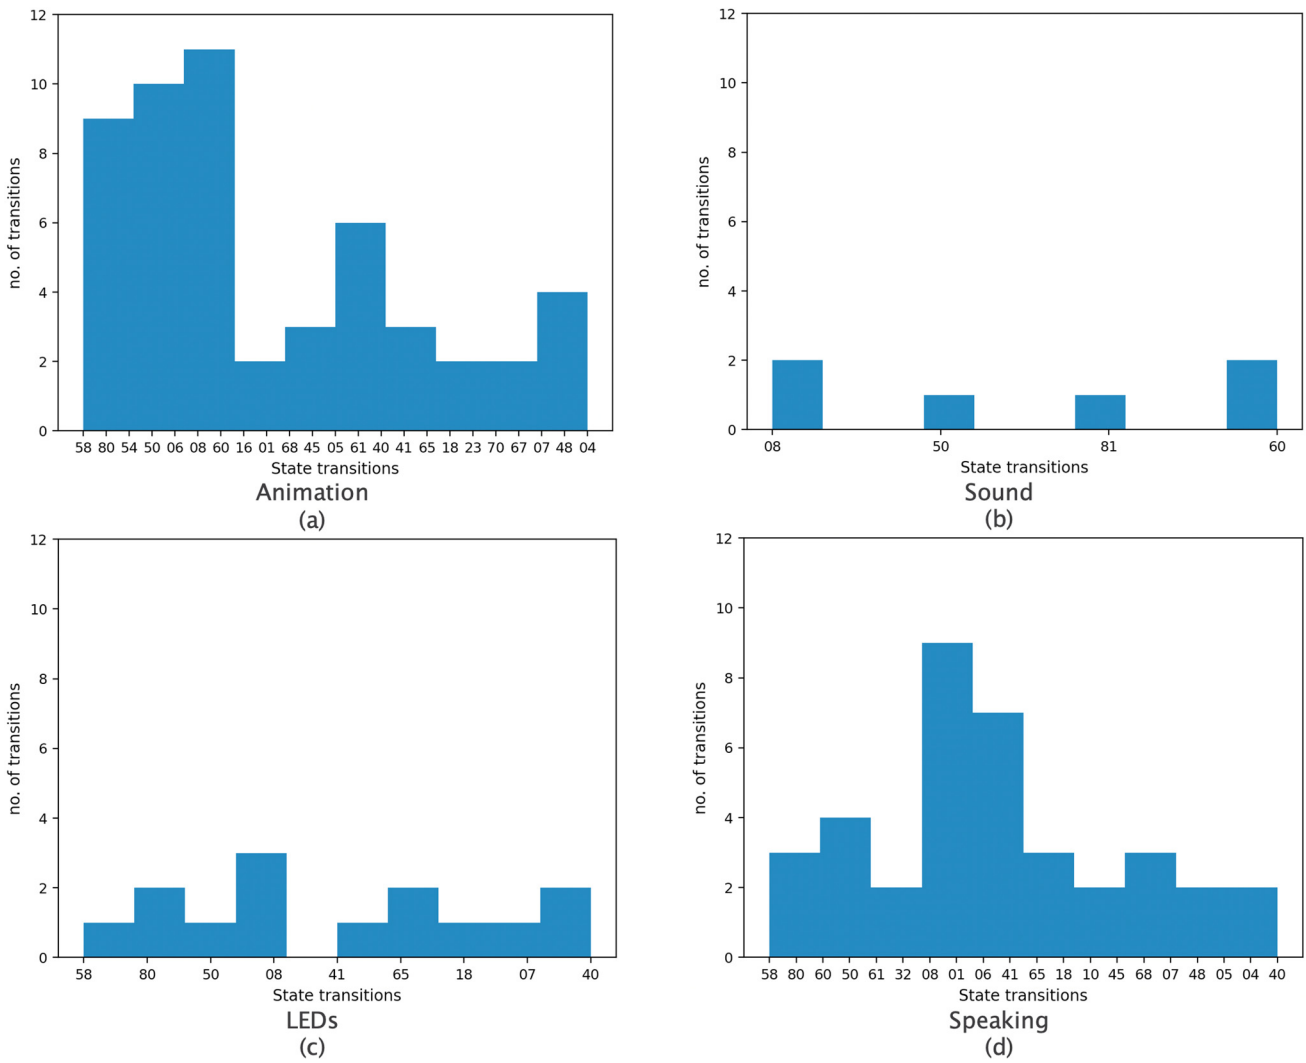 12
10
8
6
4
2
0
no. of transitions
58 80 54 50 06 08 60 16 01 68 45 05 61 40 41 65 18 23 70 67 07 48 04
State transitions
Animation
(a)
12
10
8
6
4
2
0
no. of transitions
08 50 81 60
State transitions
Sound
(b)
12
10
8
6
4
2
0
no. of transitions
58 80 50 08 41 65 18 07 40
State transitions
LEDs
(c)
12
10
8
6
4
2
0
no. of transitions
58 80 60 50 61 32 08 01 06 41 65 18 10 45 68 07 48 05 04 40
State transitions
Speaking
(d)